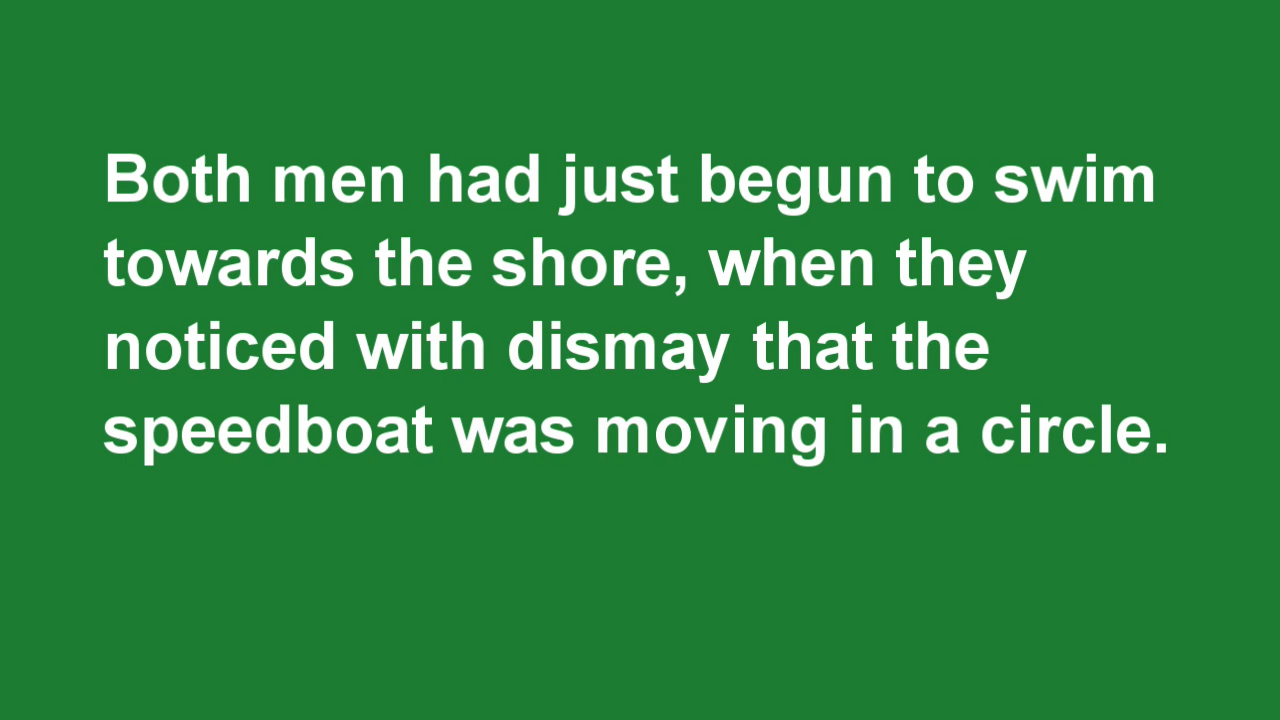 Both men had just begun to swim
towards the shore, when they
noticed with dismay that the
speedboat was moving in a circle.